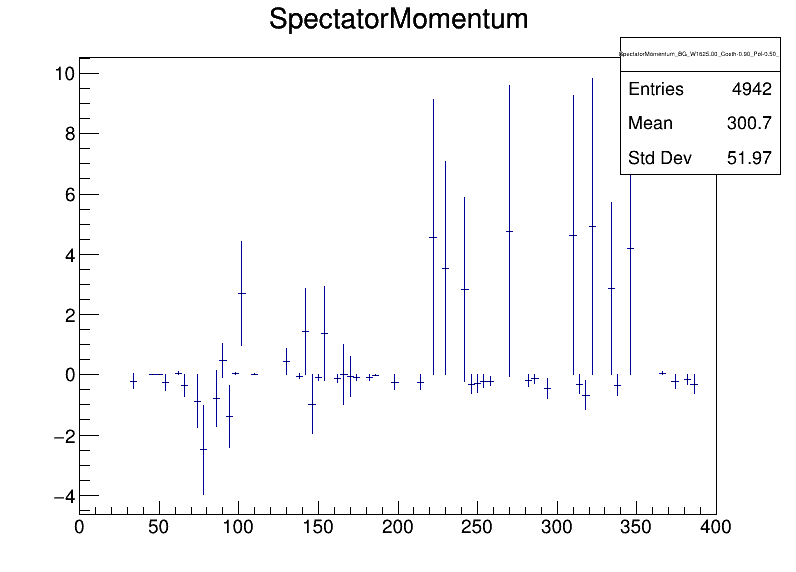 SpectatorMomentum
SpectatorMomentum_BG_W1625.00_Costh-0.90_Pol-0.50_
Entries 4942
Mean 300.7
Std Dev 51.97
10
8
6
4
2
0
−2
−4
0 50 100 150 200 250 300 350 400